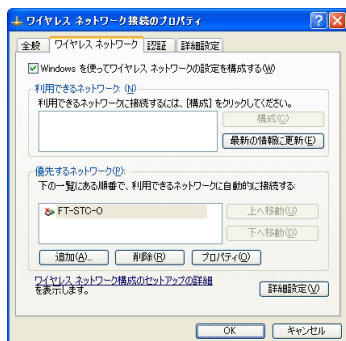 ワイヤレス ネットワーク接続のプロパティ
全般 ワイヤレス ネットワーク 認証 詳細設定
Windows を使ってワイヤレス ネットワークの設定を構成する(W)
利用できるネットワーク: (N)
利用できるネットワークに接続するには、[構成] をクリックしてください。
構成(C)
最新の情報に更新(E)
優先するネットワーク(P):
下の一覧にある順番で、利用できるネットワークに自動的に接続する:
FT-STC-O
上へ移動(U)
下へ移動(D)
追加(A)... 削除(R) プロパティ(O)
ワイヤレス ネットワーク構成のセットアップの詳細
を表示します。
詳細設定(V)
OK キャンセル